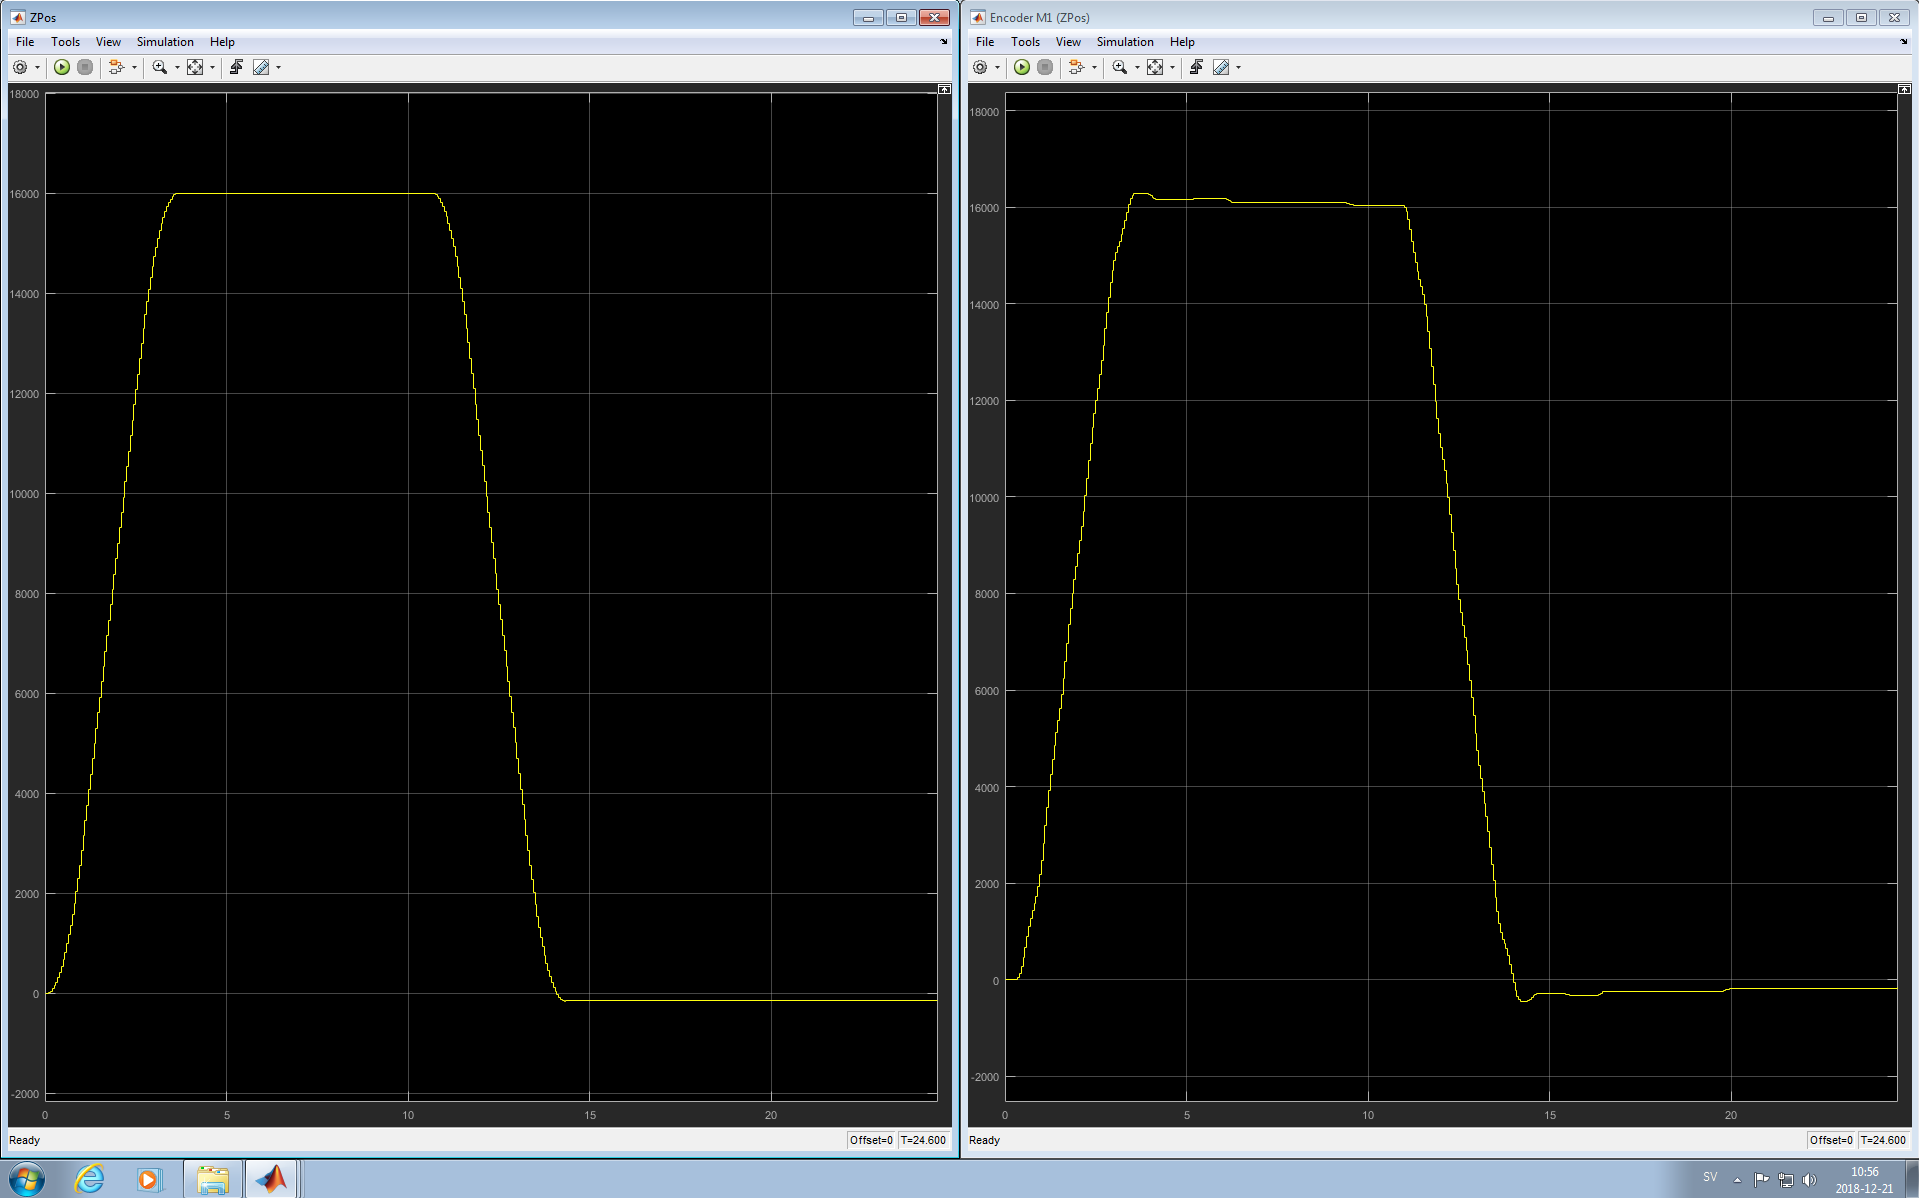 ZPos
File Tools View Simulation Help
18000
16000
14000
12000
10000
8000
6000
4000
2000
0
-2000
0 5 10 15 20
Ready Offset=0 T=24.600
Encoder M1 (ZPos)
File Tools View Simulation Help
18000
16000
14000
12000
10000
8000
6000
4000
2000
0
-2000
0 5 10 15 20
Ready Offset=0 T=24.600
SV 10:56
2018-12-21